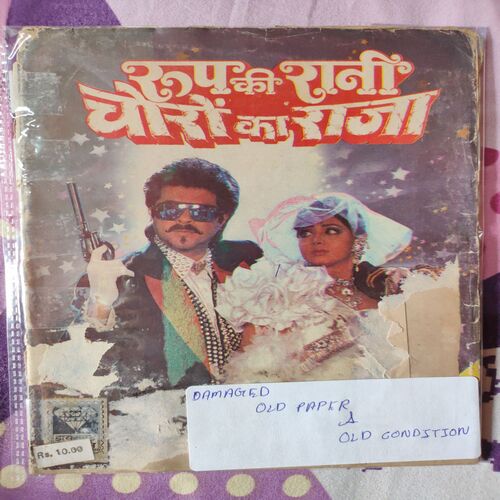 रूप की रानी
चोरों का राजा
DAMAGED
OLD PAPER
&
OLD CONDITION
Rs. 10.00